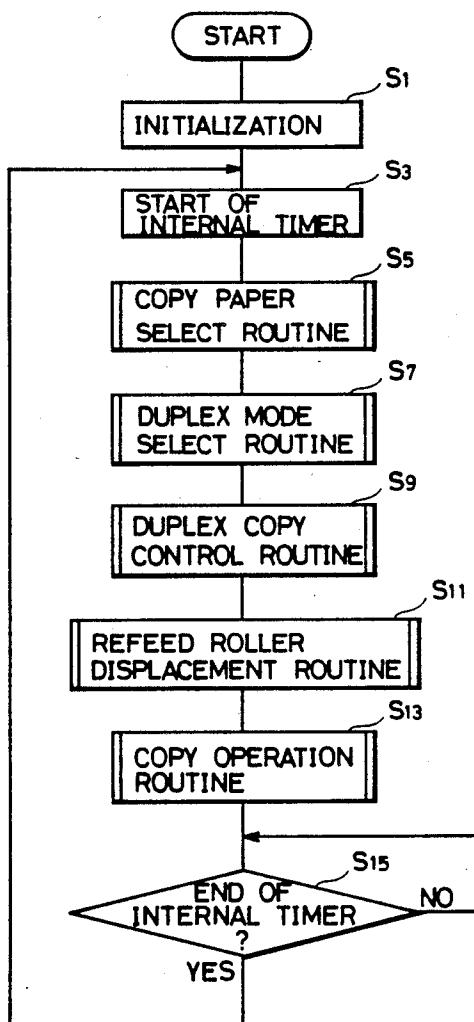 START
S1
INITIALIZATION
S3
START OF
INTERNAL TIMER
S5
COPY PAPER
SELECT ROUTINE
S7
DUPLEX MODE
SELECT ROUTINE
S9
DUPLEX COPY
CONTROL ROUTINE
S11
REFEED ROLLER
DISPLACEMENT ROUTINE
S13
COPY OPERATION
ROUTINE
S15
END OF
INTERNAL TIMER
?
NO
YES